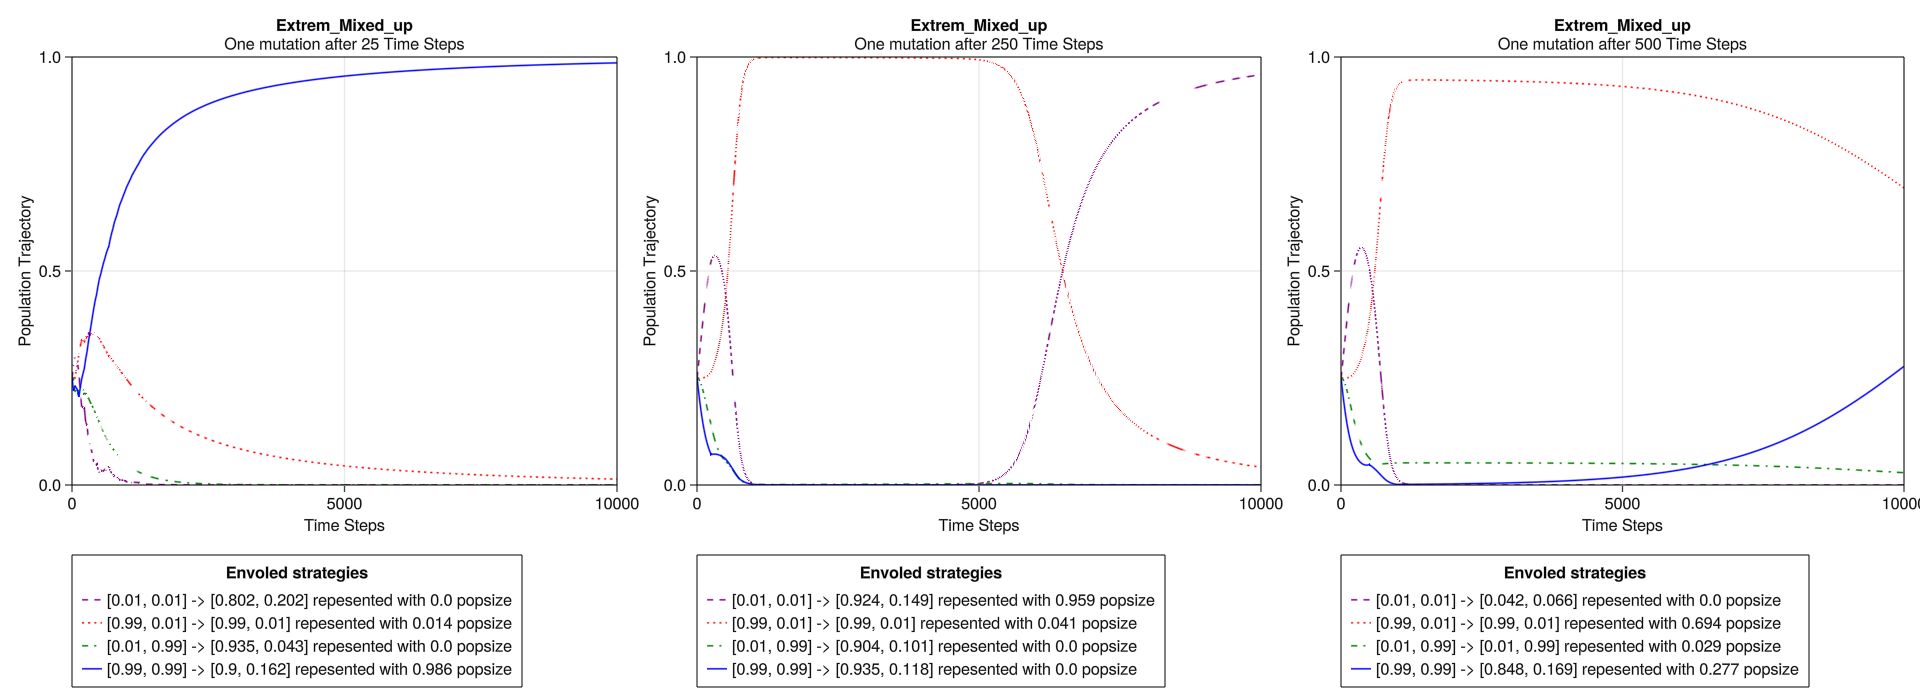 Extrem_Mixed_up
One mutation after 25 Time Steps
1.0
0.5
0.0
Population Trajectory
0
5000
10000
Time Steps
Envoled strategies
[0.01, 0.01] -> [0.802, 0.202] repesented with 0.0 popsize
[0.99, 0.01] -> [0.99, 0.01] repesented with 0.014 popsize
[0.01, 0.99] -> [0.935, 0.043] repesented with 0.0 popsize
[0.99, 0.99] -> [0.9, 0.162] repesented with 0.986 popsize
Extrem_Mixed_up
One mutation after 250 Time Steps
1.0
0.5
0.0
Population Trajectory
0
5000
10000
Time Steps
Envoled strategies
[0.01, 0.01] -> [0.924, 0.149] repesented with 0.959 popsize
[0.99, 0.01] -> [0.99, 0.01] repesented with 0.041 popsize
[0.01, 0.99] -> [0.904, 0.101] repesented with 0.0 popsize
[0.99, 0.99] -> [0.935, 0.118] repesented with 0.0 popsize
Extrem_Mixed_up
One mutation after 500 Time Steps
1.0
0.5
0.0
Population Trajectory
0
5000
10000
Time Steps
Envoled strategies
[0.01, 0.01] -> [0.042, 0.066] repesented with 0.0 popsize
[0.99, 0.01] -> [0.99, 0.01] repesented with 0.694 popsize
[0.01, 0.99] -> [0.01, 0.99] repesented with 0.029 popsize
[0.99, 0.99] -> [0.848, 0.169] repesented with 0.277 popsize